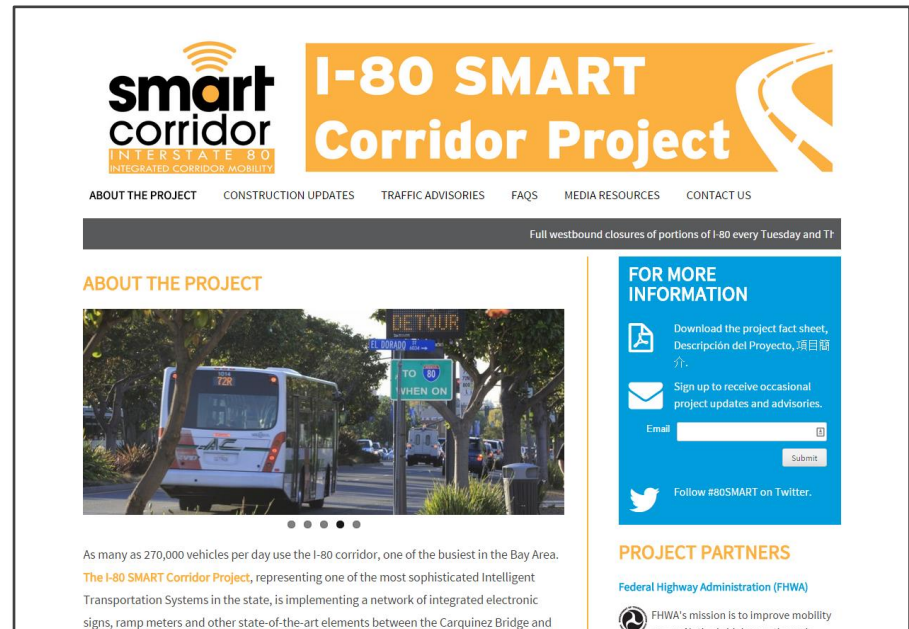 smart
corridor
INTERSTATE 80
INTEGRATED CORRIDOR MOBILITY
I-80 SMART
Corridor Project
ABOUT THE PROJECT CONSTRUCTION UPDATES TRAFFIC ADVISORIES FAQS MEDIA RESOURCES CONTACT US
Full westbound closures of portions of I-80 every Tuesday and Th
ABOUT THE PROJECT
DETOUR
EL DORADO
TO 80
WHEN ON
72R
As many as 270,000 vehicles per day use the I-80 corridor, one of the busiest in the Bay Area.
The I-80 SMART Corridor Project, representing one of the most sophisticated Intelligent
Transportation Systems in the state, is implementing a network of integrated electronic
signs, ramp meters and other state-of-the-art elements between the Carquinez Bridge and
FOR MORE
INFORMATION
Download the project fact sheet,
Descripción del Proyecto, 項目簡
介.
Sign up to receive occasional
project updates and advisories.
Email
Submit
Follow #80SMART on Twitter.
PROJECT PARTNERS
Federal Highway Administration (FHWA)
FHWA's mission is to improve mobility